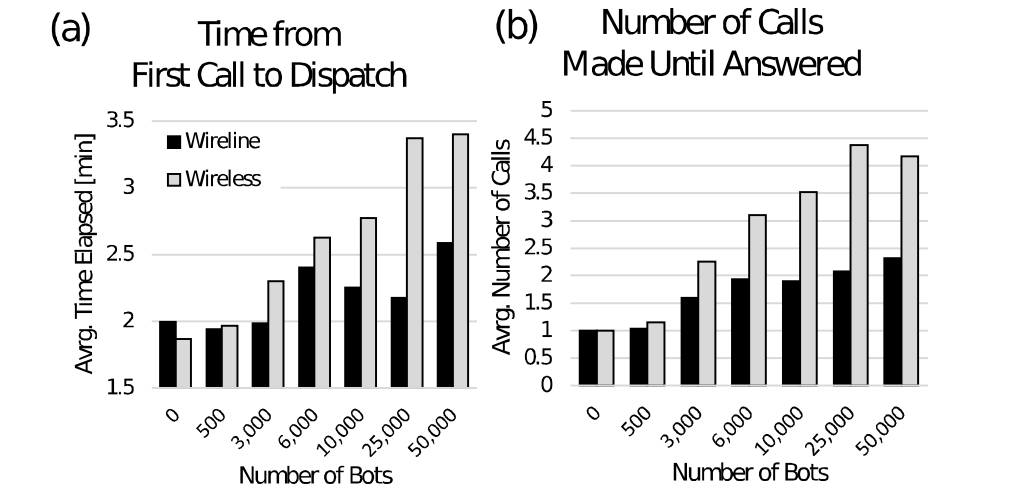 (a)
Time from
First Call to Dispatch
Avrg. Time Elapsed [min]
3.5
3
2.5
2
1.5
Wireline
Wireless
0
500
3,000
6,000
10,000
25,000
50,000
Number of Bots
(b)
Number of Calls
Made Until Answered
Avrg. Number of Calls
5
4.5
4
3.5
3
2.5
2
1.5
1
0.5
0
0
500
3,000
6,000
10,000
25,000
50,000
Number of Bots